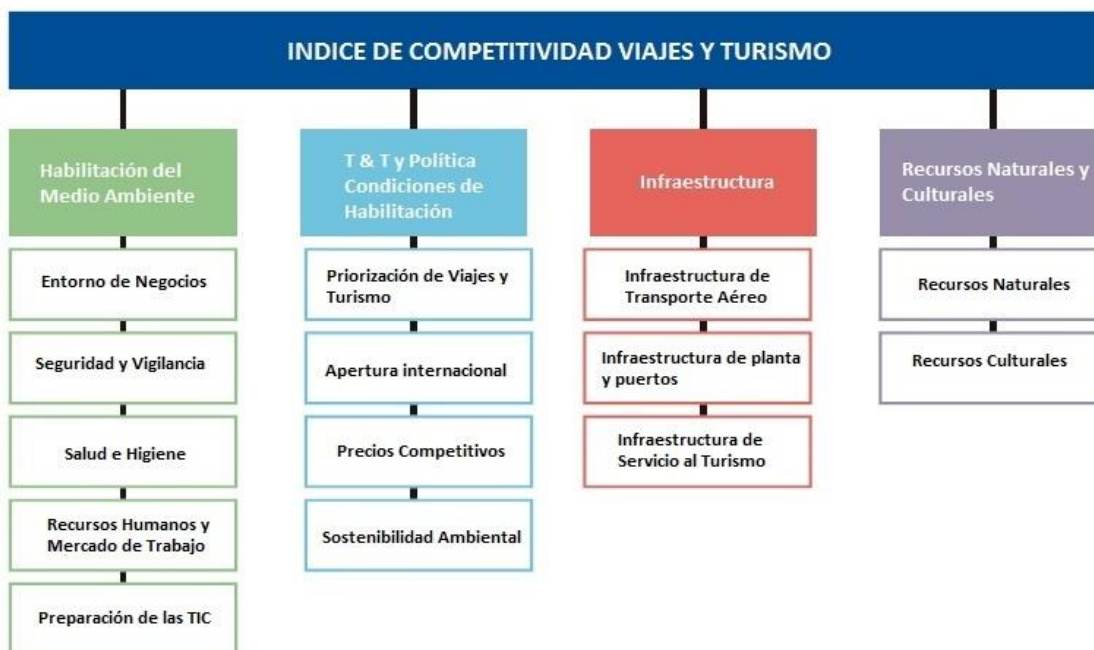 INDICE DE COMPETITIVIDAD VIAJES Y TURISMO
Habilitación del
Medio Ambiente
Entorno de Negocios
Seguridad y Vigilancia
Salud e Higiene
Recursos Humanos y
Mercado de Trabajo
Preparación de las TIC
T & T y Política
Condiciones de
Habilitación
Priorización de Viajes y
Turismo
Apertura internacional
Precios Competitivos
Sostenibilidad Ambiental
Infraestructura
Infraestructura de
Transporte Aéreo
Infraestructura de planta
y puertos
Infraestructura de
Servicio al Turismo
Recursos Naturales y
Culturales
Recursos Naturales
Recursos Culturales